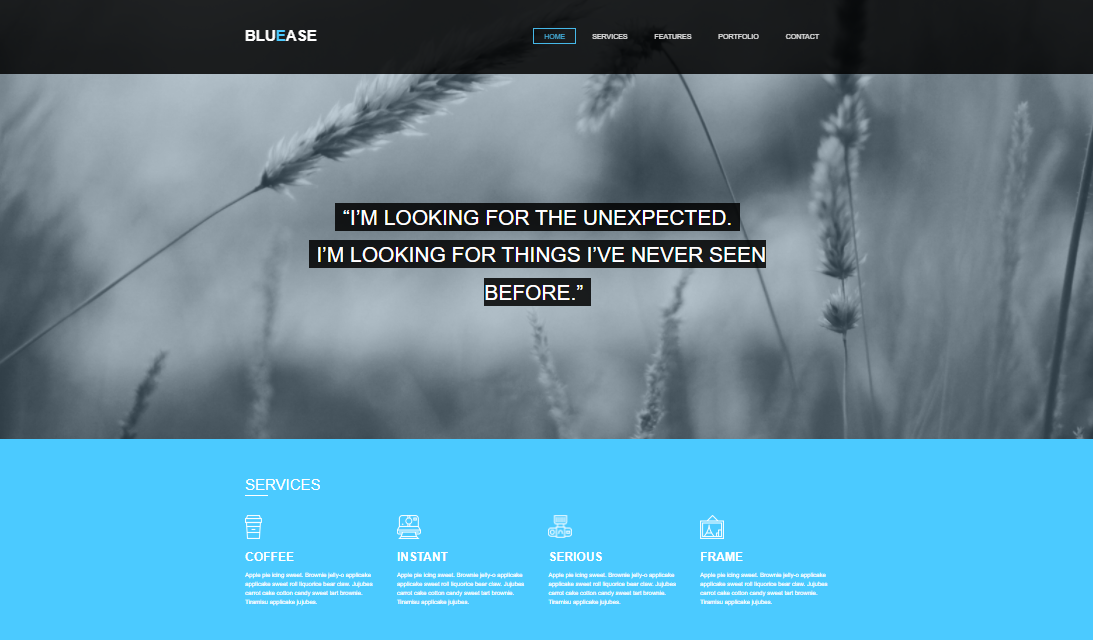 BLUEASE
HOME SERVICES FEATURES PORTFOLIO CONTACT
“I’M LOOKING FOR THE UNEXPECTED.
I’M LOOKING FOR THINGS I’VE NEVER SEEN
BEFORE.”
SERVICES
COFFEE
Apple pie icing sweet. Brownie jelly-o applicake
applicake sweet roll liquorice bear claw. Jujubes
carrot cake cotton candy sweet tart brownie.
Tiramisu applicake jujubes.
INSTANT
Apple pie icing sweet. Brownie jelly-o applicake
applicake sweet roll liquorice bear claw. Jujubes
carrot cake cotton candy sweet tart brownie.
Tiramisu applicake jujubes.
SERIOUS
Apple pie icing sweet. Brownie jelly-o applicake
applicake sweet roll liquorice bear claw. Jujubes
carrot cake cotton candy sweet tart brownie.
Tiramisu applicake jujubes.
FRAME
Apple pie icing sweet. Brownie jelly-o applicake
applicake sweet roll liquorice bear claw. Jujubes
carrot cake cotton candy sweet tart brownie.
Tiramisu applicake jujubes.